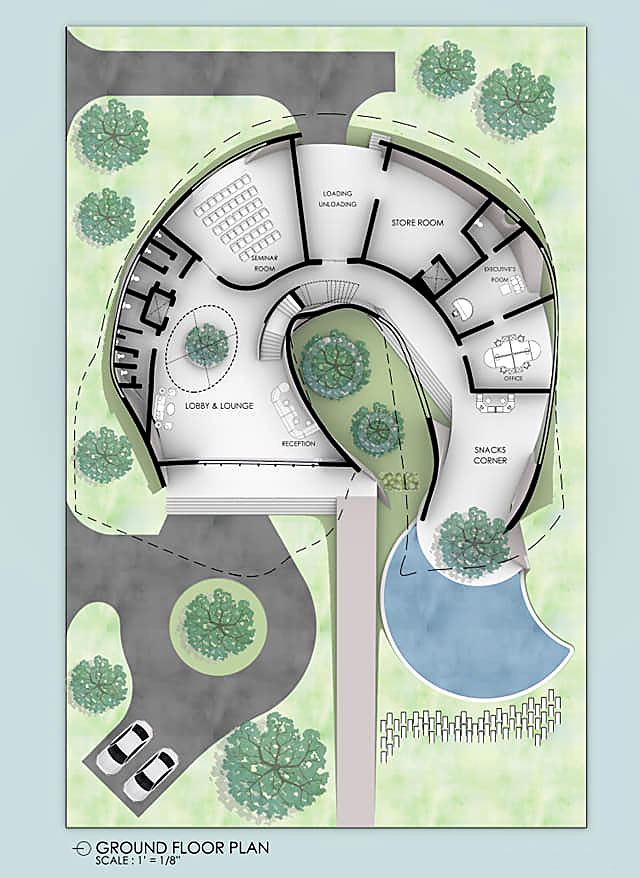 LOADING
UNLOADING
STORE ROOM
SEMINAR
ROOM
EXECUTIVE'S
ROOM
OFFICE
LOBBY & LOUNGE
RECEPTION
SNACKS
CORNER
GROUND FLOOR PLAN
SCALE : 1' = 1/8"